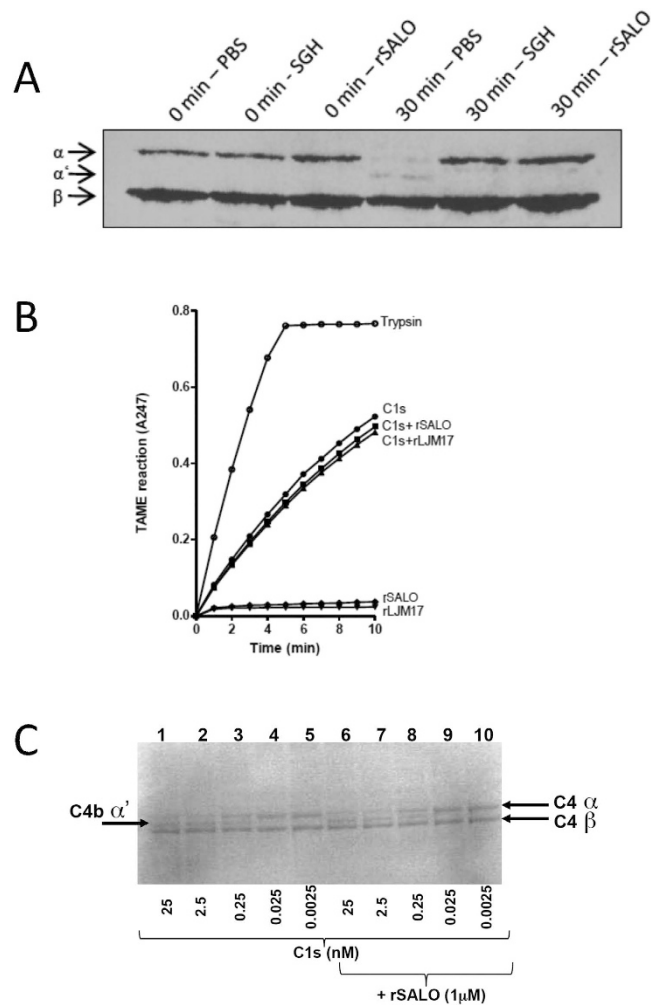 A
0 min – PBS
0 min - SGH
0 min – rSALO
30 min – PBS
30 min – SGH
30 min – rSALO
α
α‘
β
B
TAME reaction (A247)
0.8
0.6
0.4
0.2
0.0
0 2 4 6 8 10
Time (min)
Trypsin
C1s
C1s+ rSALO
C1s+rLJM17
rSALO
rLJM17
C
1 2 3 4 5 6 7 8 9 10
C4b α’
C4 α
C4 β
25 2.5 0.25 0.025 0.0025 25 2.5 0.25 0.025 0.0025
C1s (nM)
+ rSALO (1μM)